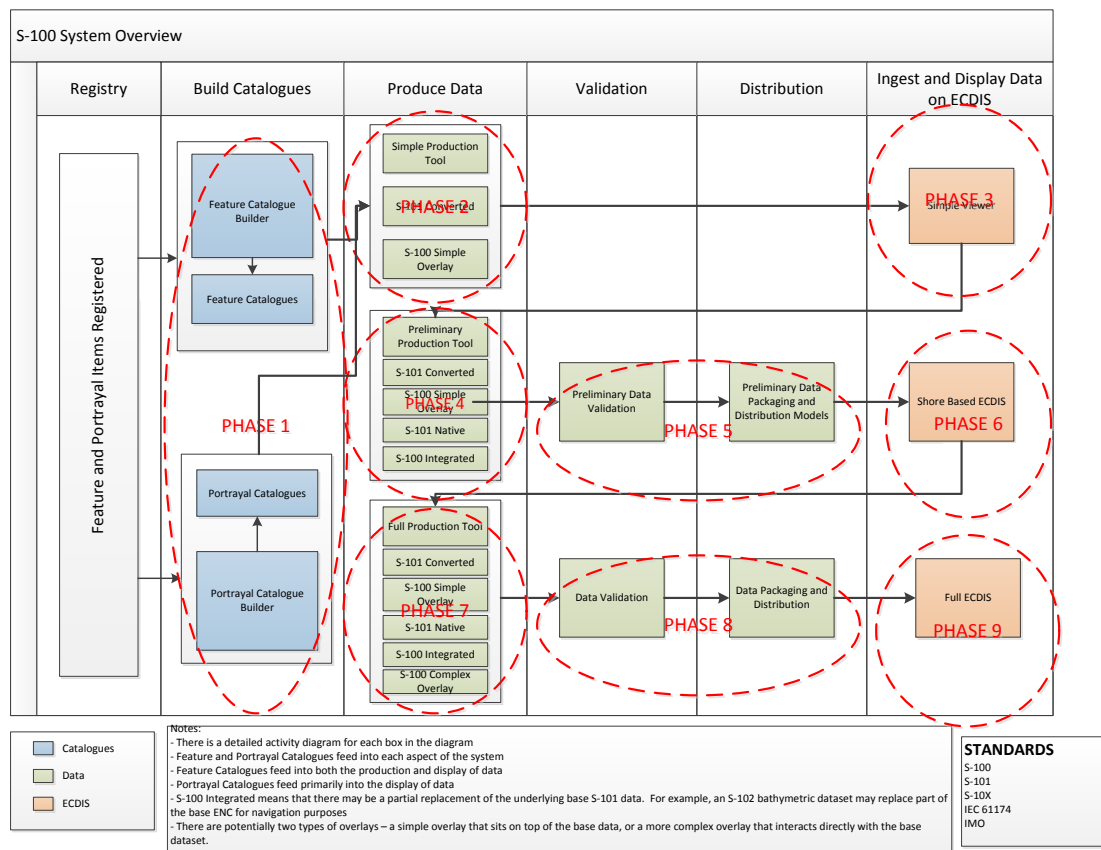 S-100 System Overview
Registry
Build Catalogues
Produce Data
Validation
Distribution
Ingest and Display Data
on ECDIS
Feature and Portrayal Items Registered
Feature Catalogue
Builder
Feature Catalogues
PHASE 1
Portrayal Catalogues
Portrayal Catalogue
Builder
Simple Production
Tool
S-101 Converted
PHASE 2
S-100 Simple
Overlay
Simple Viewer
PHASE 3
Preliminary
Production Tool
S-101 Converted
S-100 Simple
Overlay
PHASE 4
S-101 Native
S-100 Integrated
Preliminary Data
Validation
Preliminary Data
Packaging and
Distribution Models
PHASE 5
Shore Based ECDIS
PHASE 6
Full Production Tool
S-101 Converted
S-100 Simple
Overlay
PHASE 7
S-101 Native
S-100 Integrated
S-100 Complex
Overlay
Data Validation
Data Packaging and
Distribution
PHASE 8
Full ECDIS
PHASE 9
Catalogues
Data
ECDIS
Notes:
- There is a detailed activity diagram for each box in the diagram
- Feature and Portrayal Catalogues feed into each aspect of the system
- Feature Catalogues feed into both the production and display of data
- Portrayal Catalogues feed primarily into the display of data
- S-100 Integrated means that there may be a partial replacement of the underlying base S-101 data.  For example, an S-102 bathymetric dataset may replace part of
the base ENC for navigation purposes
- There are potentially two types of overlays – a simple overlay that sits on top of the base data, or a more complex overlay that interacts directly with the base
dataset.
STANDARDS
S-100
S-101
S-10X
IEC 61174
IMO